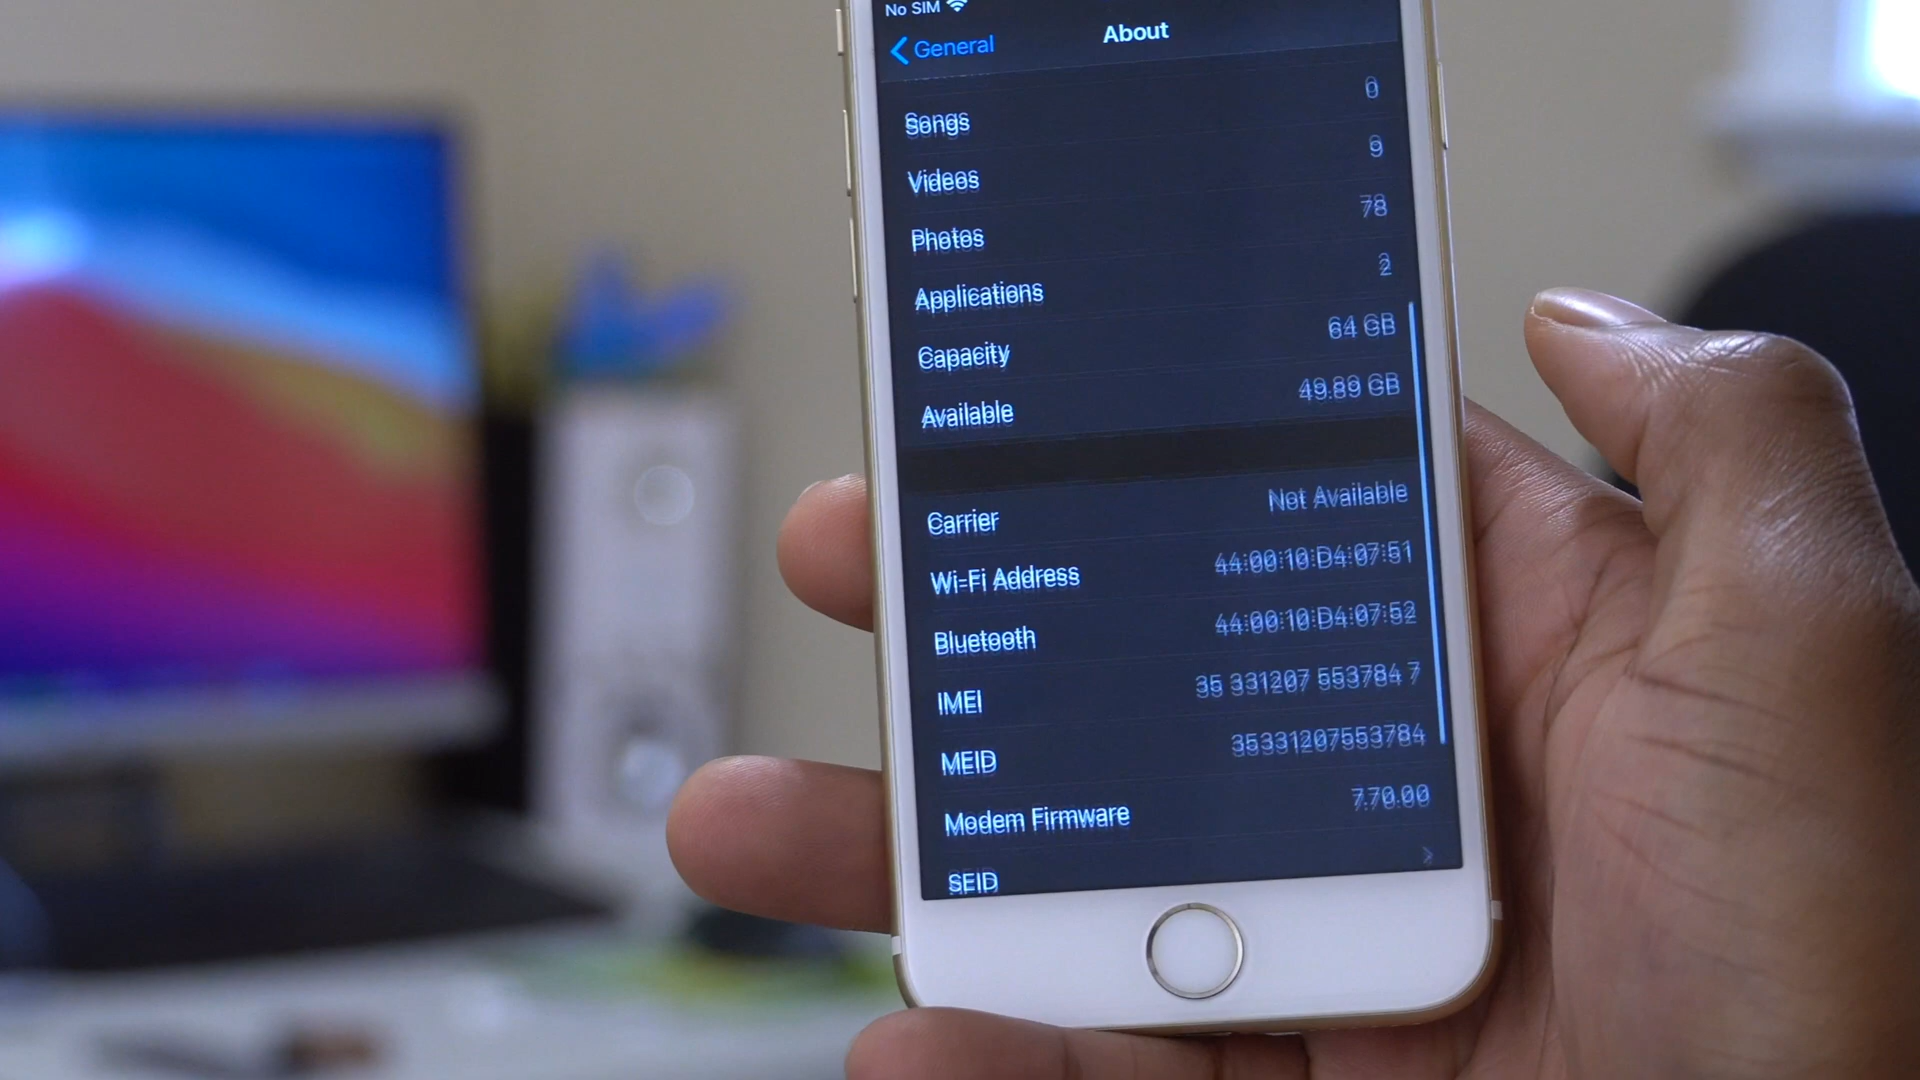 No SIM
General
About
Songs 0
Videos 9
Photos 78
Applications 2
Capacity 64 GB
Available 49.89 GB
Carrier Not Available
Wi-Fi Address 44:00:10:D4:07:51
Bluetooth 44:00:10:D4:07:52
IMEI 35 331207 553784 7
MEID 35331207553784
Modem Firmware 7.70.00
SEID